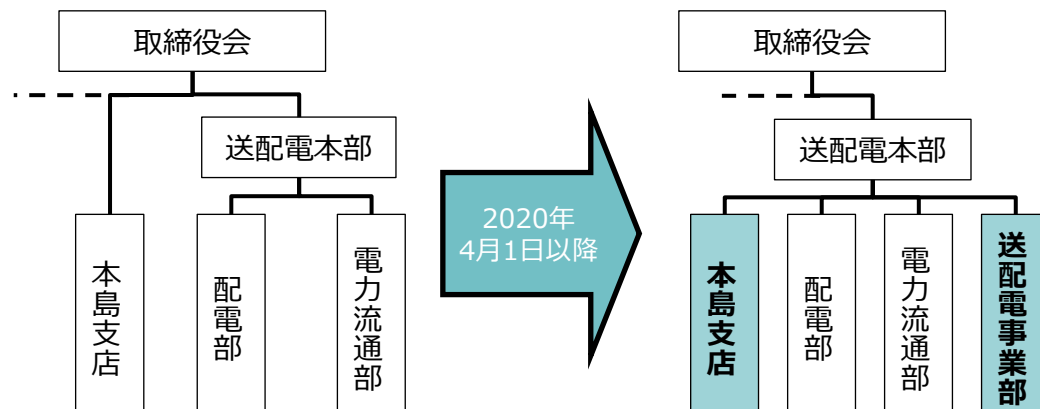 取締役会
送配電本部
本島支店
配電部
電力流通部
2020年
4月1日以降
取締役会
送配電本部
本島支店
配電部
電力流通部
送配電事業部